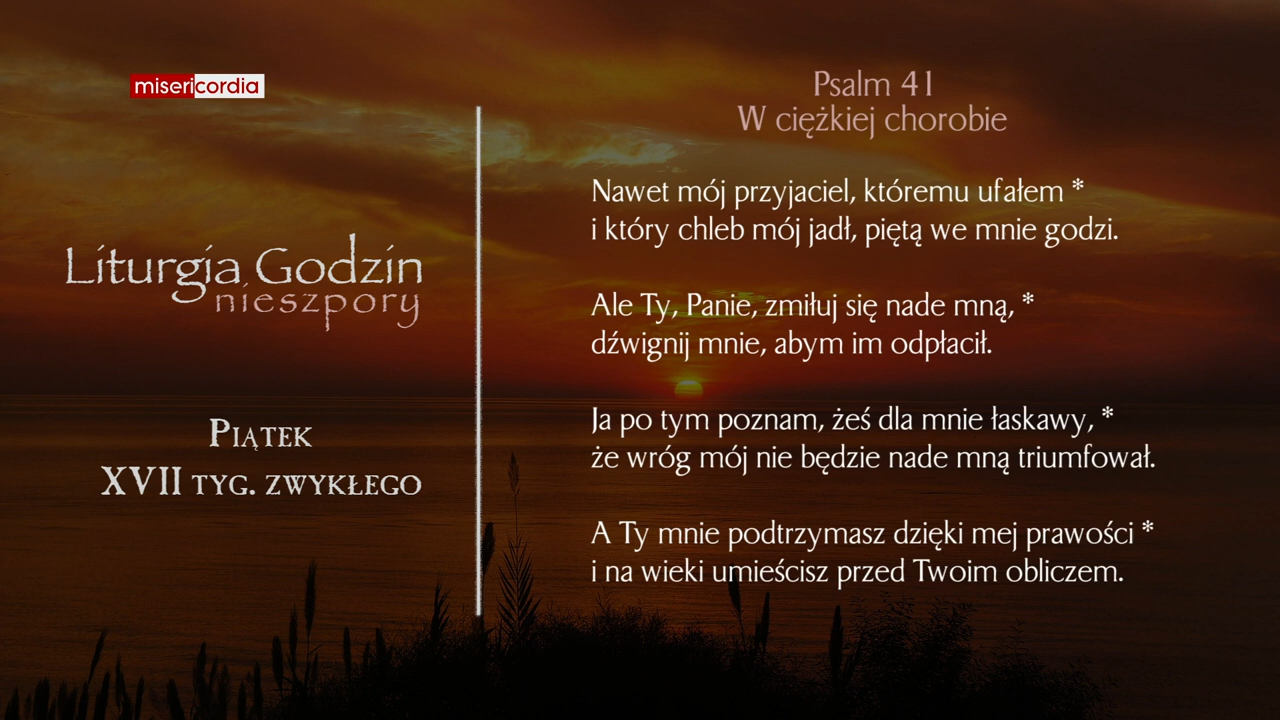 misericordia
Liturgia Godzin
nieszpory
Piątek
XVII tyg. zwykłego
Psalm 41
W ciężkiej chorobie
Nawet mój przyjaciel, któremu ufałem *
i który chleb mój jadł, piętą we mnie godzi.
Ale Ty, Panie, zmiłuj się nade mną, *
dźwignij mnie, abym im odpłacił.
Ja po tym poznam, żeś dla mnie łaskawy, *
że wróg mój nie będzie nade mną triumfował.
A Ty mnie podtrzymasz dzięki mej prawości *
i na wieki umieścisz przed Twoim obliczem.